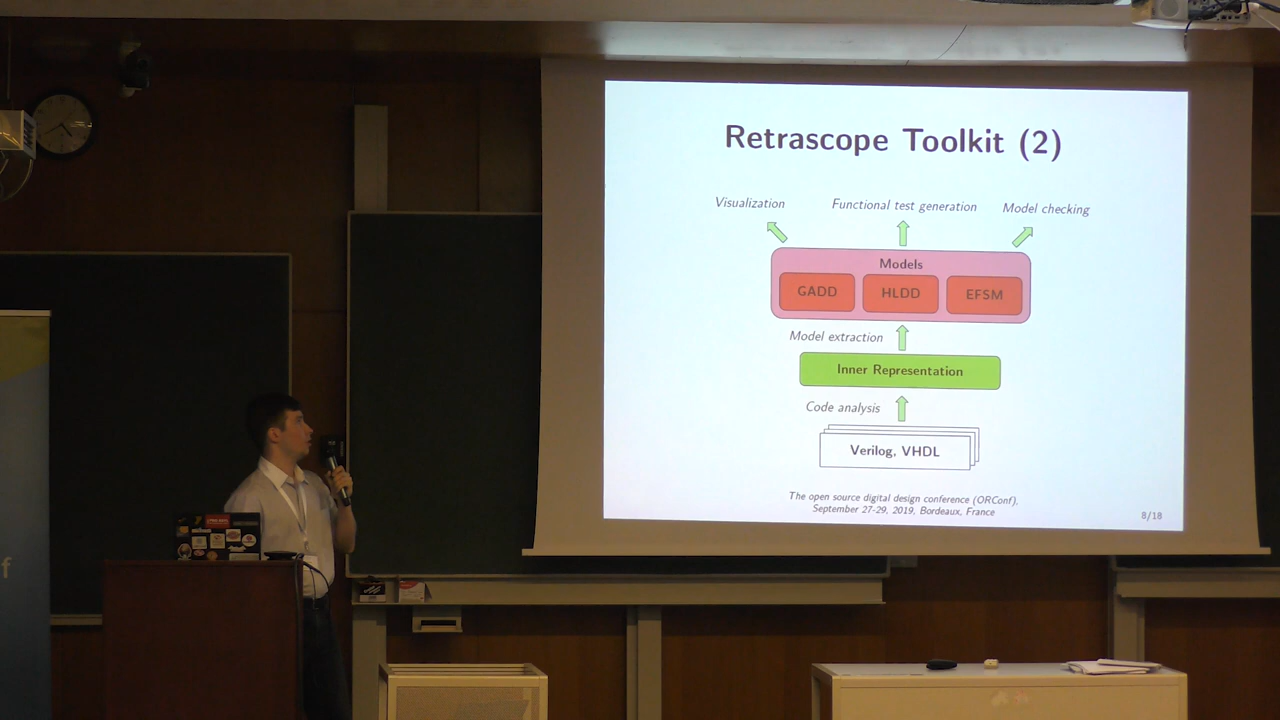 Retrascope Toolkit (2)
Visualization
Functional test generation
Model checking
Models
GADD
HLDD
EFSM
Model extraction
Inner Representation
Code analysis
Verilog, VHDL
The open source digital design conference (ORConf).
September 27-29, 2019, Bordeaux, France
8/18
f